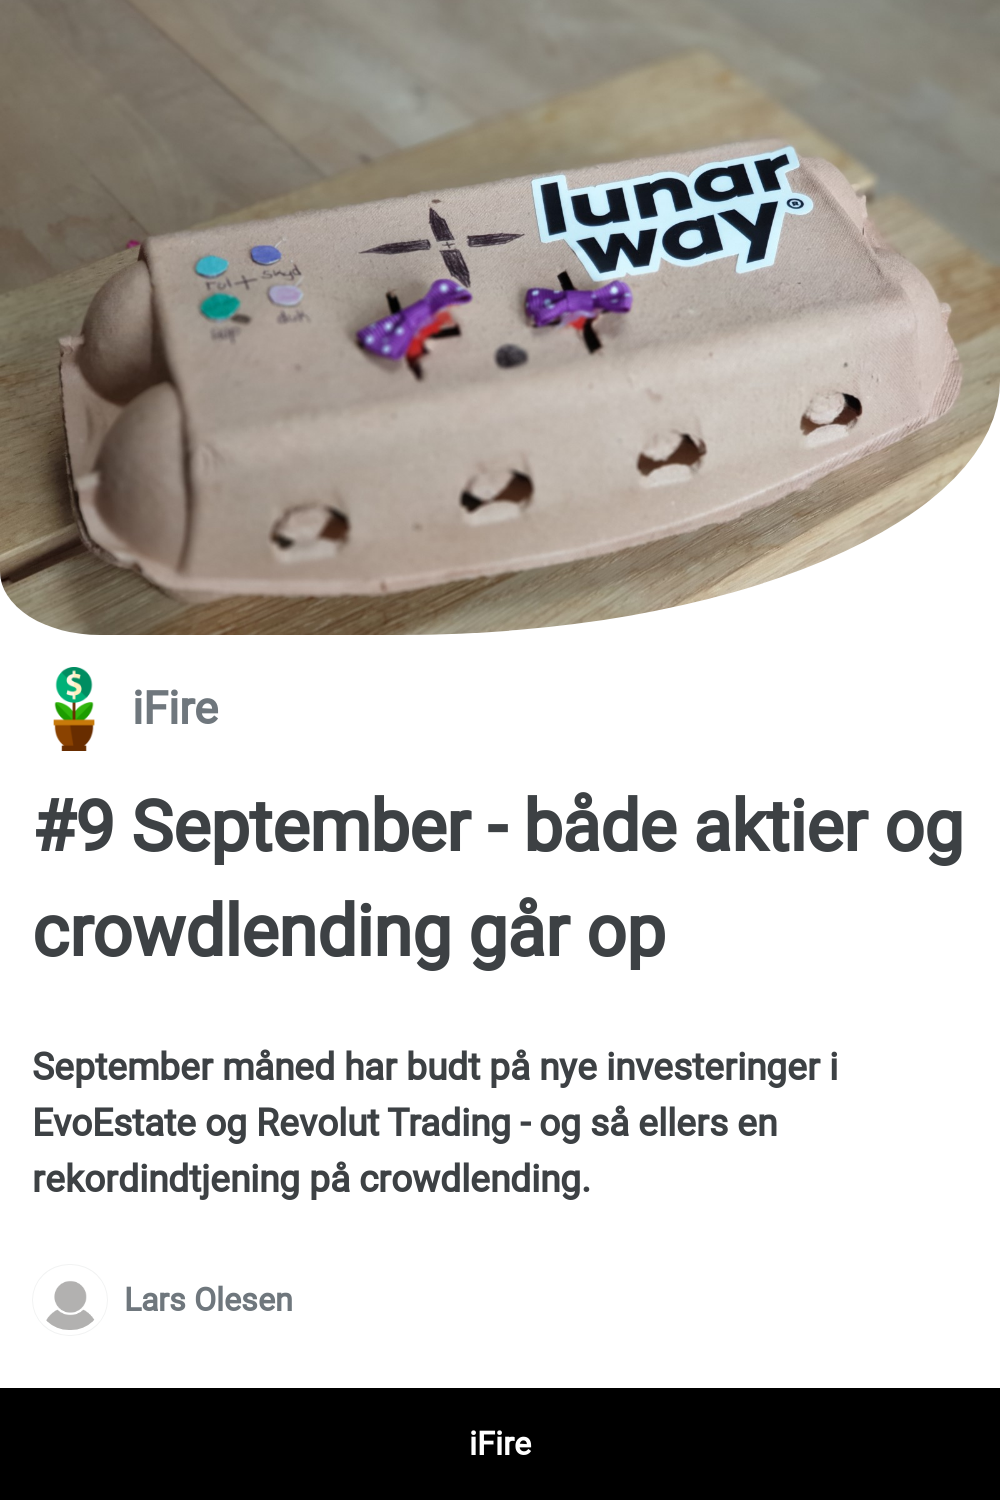 lunar
way®
iFire
#9 September - både aktier og
crowdlending går op
September måned har budt på nye investeringer i
EvoEstate og Revolut Trading - og så ellers en
rekordindtjening på crowdlending.
Lars Olesen
iFire